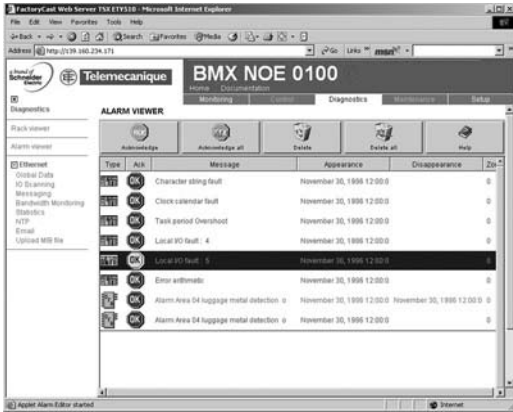 FactoryCast Web Server TSX ETY510 - Microsoft Internet Explorer
File Edit View Favorites Tools Help
Back Search Favorites Media
Address http://139.160.234.171 Go Links
a brand of
Schneider
Electric
Telemecanique
BMX NOE 0100
Home Documentation
Monitoring Control Diagnostics Maintenance Setup
Diagnostics
ALARM VIEWER
Rack viewer
Alarm viewer
Acknowledge Acknowledge all Delete Delete all Help
Type Ack Message Appearance Disappearance
Ethernet
Global Data
IO Scanning
Messaging
Bandwidth Monitoring
Statistics
NTP
Email
Upload MIB file
OK Character string fault November 30, 1996 12:00:0 0
OK Clock calendar fault November 30, 1996 12:00:0 0
OK Task period Overshoot November 30, 1996 12:00:0 0
OK Local I/O fault : 4 November 30, 1996 12:00:0 0
OK Local I/O fault : 5 November 30, 1996 12:00:0 0
OK Error arithmetic November 30, 1996 12:00:0 0
OK Alarm Area 04 luggage metal detection o November 30, 1996 12:00:0 November 30, 1996 12:00:0 0
OK Alarm Area 04 luggage metal detection o November 30, 1996 12:00:0 0
Applet Alarm Editor started Internet